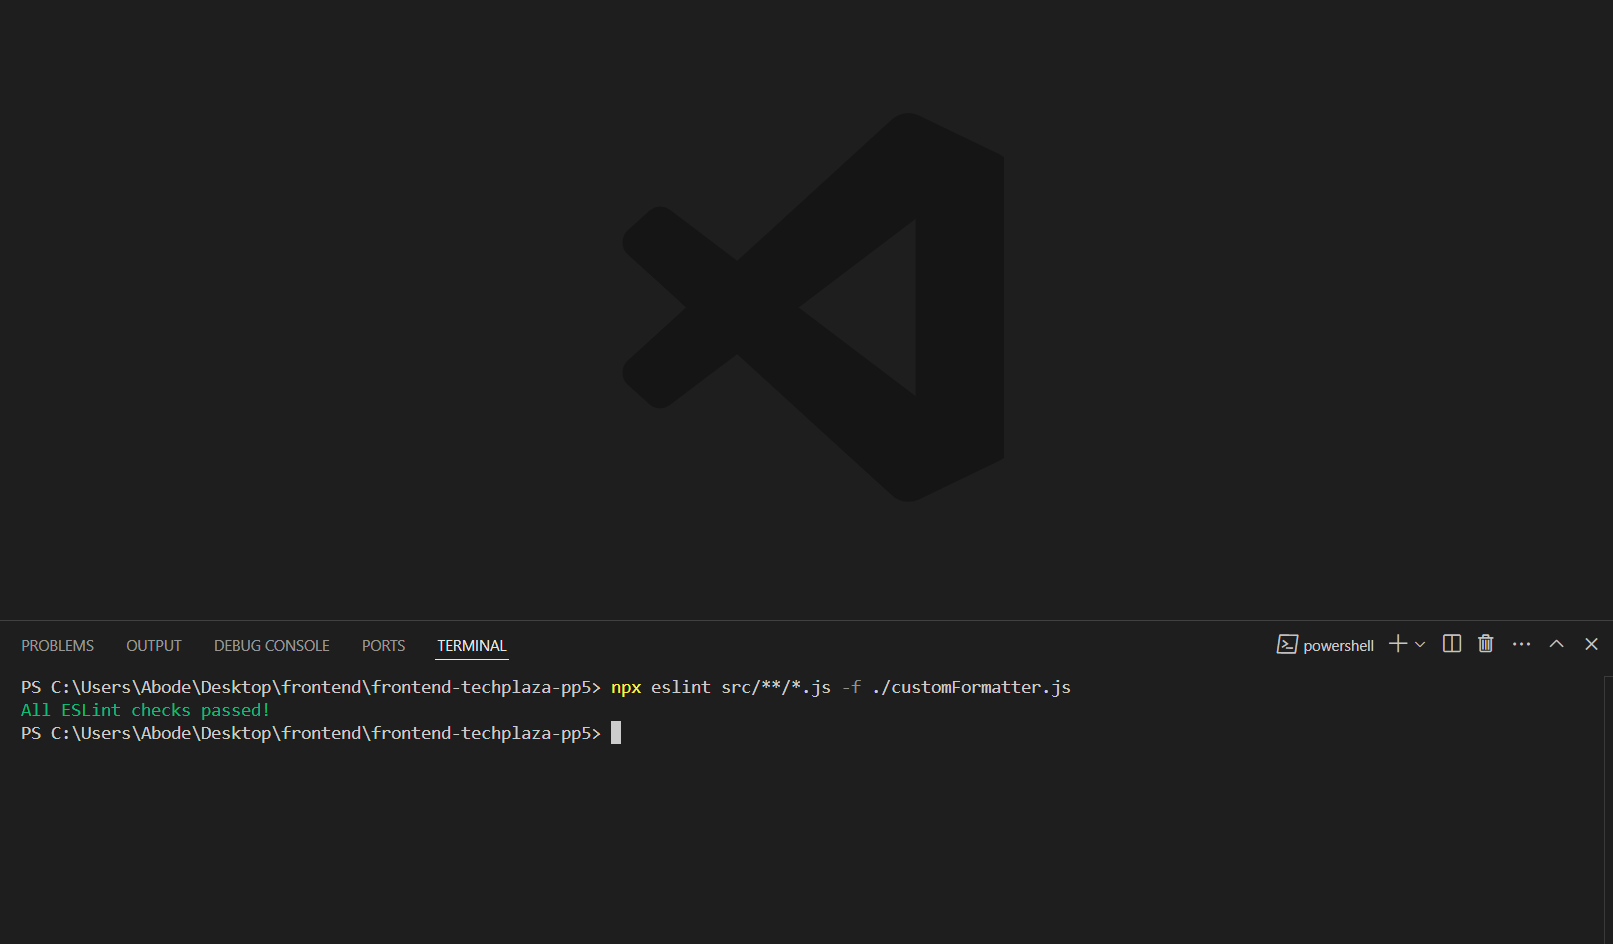 PROBLEMS OUTPUT DEBUG CONSOLE PORTS TERMINAL powershell
PS C:\Users\Abode\Desktop\frontend\frontend-techplaza-pp5> npx eslint src/**/*.js -f ./customFormatter.js
All ESLint checks passed!
PS C:\Users\Abode\Desktop\frontend\frontend-techplaza-pp5>